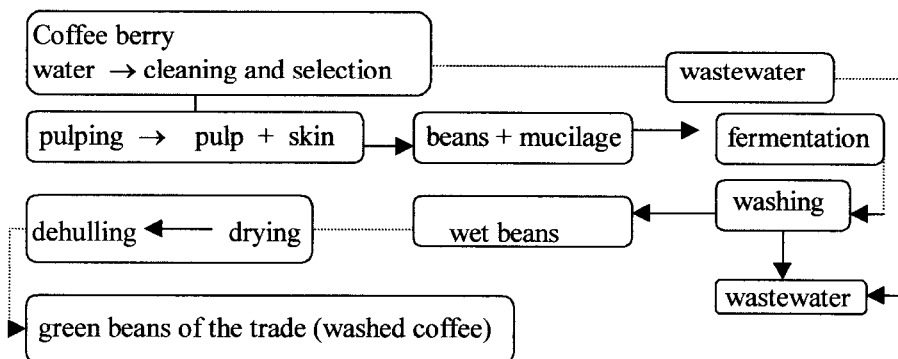 Coffee berry
water → cleaning and selection
wastewater
pulping → pulp + skin
beans + mucilage
fermentation
washing
wet beans
dehulling
drying
wastewater
green beans of the trade (washed coffee)